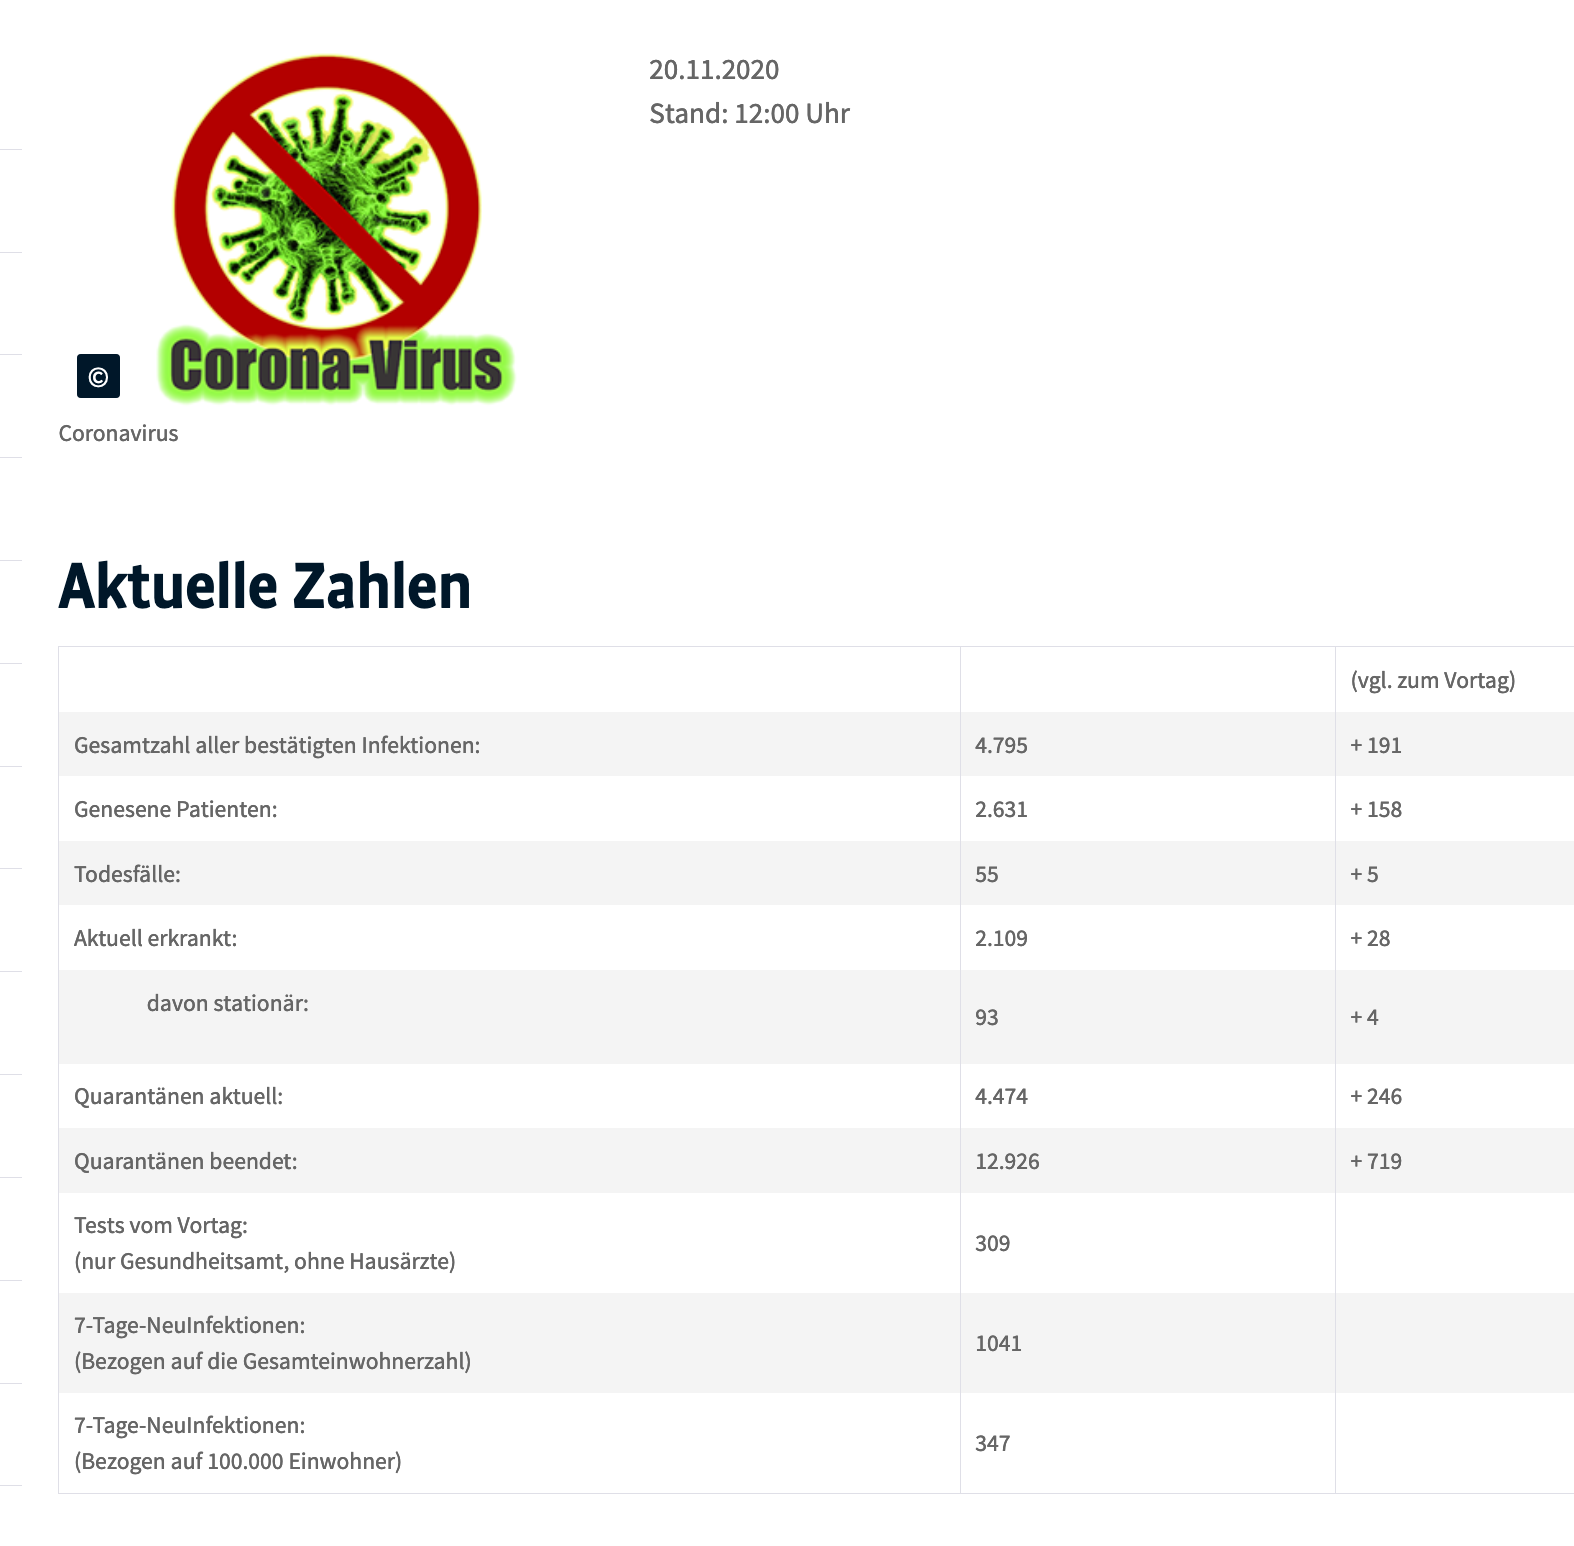 20.11.2020
Stand: 12:00 Uhr
Corona-Virus
©
Coronavirus
Aktuelle Zahlen
(vgl. zum Vortag)
Gesamtzahl aller bestätigten Infektionen: 4.795 + 191
Genesene Patienten: 2.631 + 158
Todesfälle: 55 + 5
Aktuell erkrankt: 2.109 + 28
davon stationär: 93 + 4
Quarantänen aktuell: 4.474 + 246
Quarantänen beendet: 12.926 + 719
Tests vom Vortag:
(nur Gesundheitsamt, ohne Hausärzte) 309
7-Tage-NeuInfektionen:
(Bezogen auf die Gesamteinwohnerzahl) 1041
7-Tage-NeuInfektionen:
(Bezogen auf 100.000 Einwohner) 347